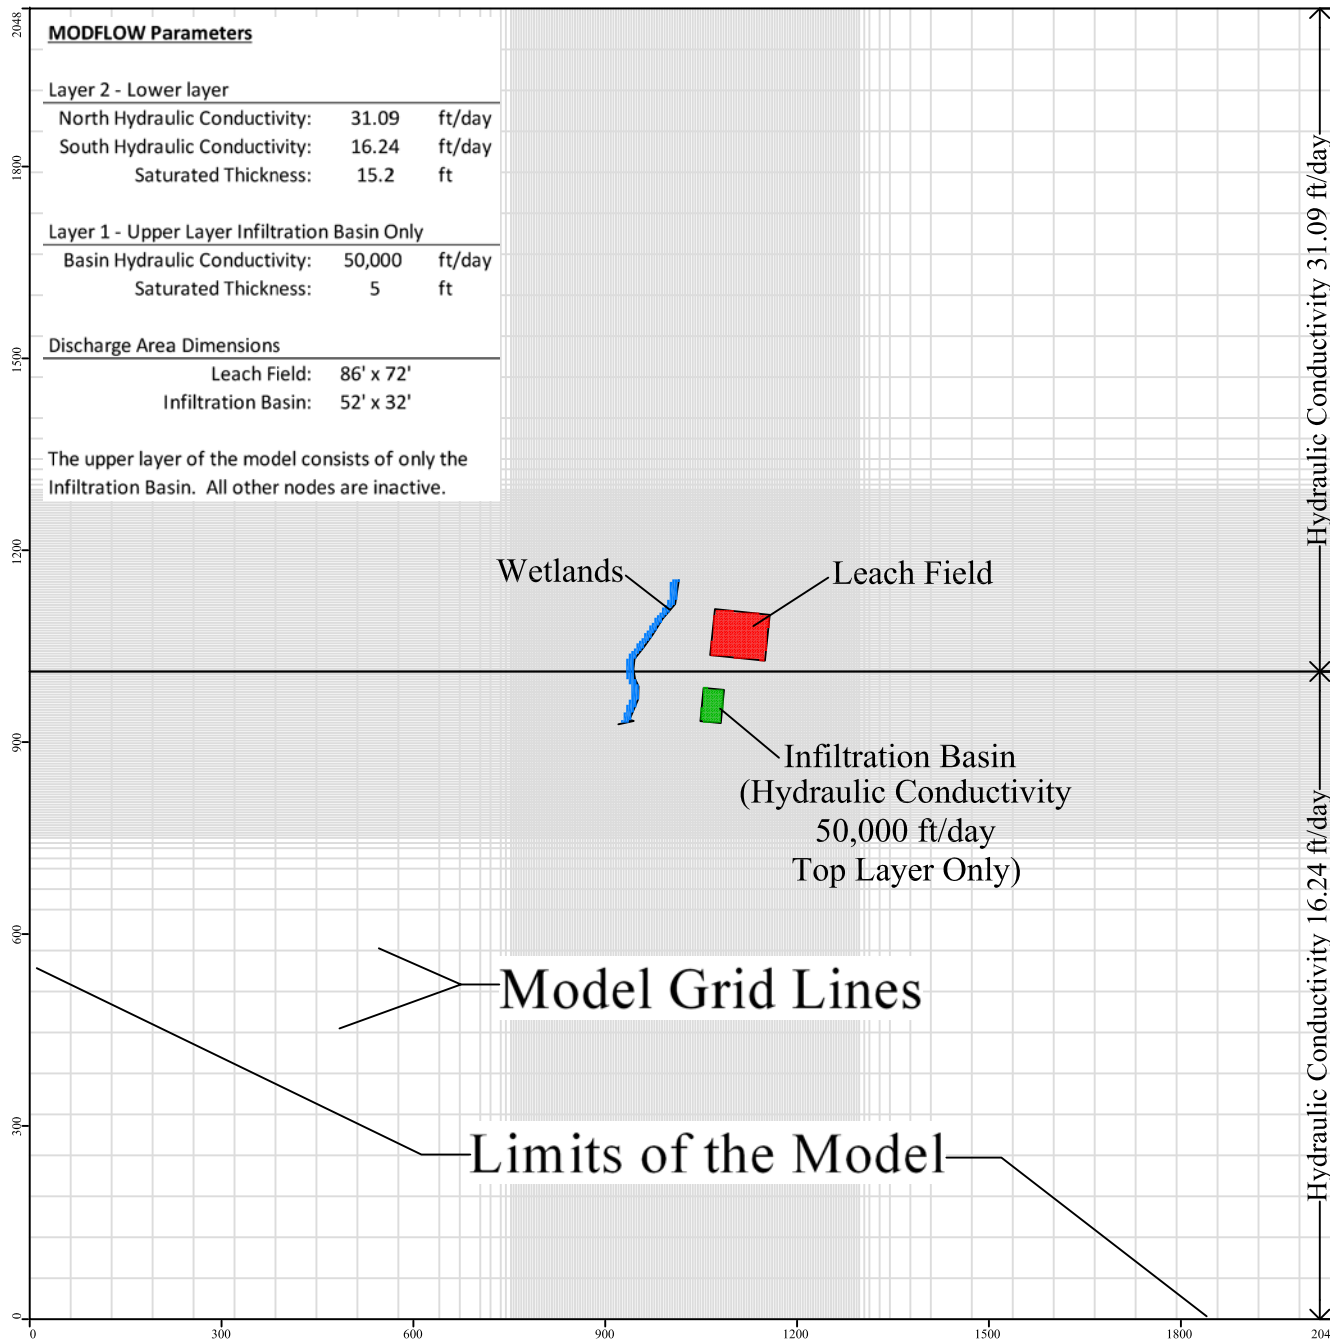 MODFLOW Parameters
Layer 2 - Lower layer
North Hydraulic Conductivity: 31.09 ft/day
South Hydraulic Conductivity: 16.24 ft/day
Saturated Thickness: 15.2 ft
Layer 1 - Upper Layer Infiltration Basin Only
Basin Hydraulic Conductivity: 50,000 ft/day
Saturated Thickness: 5 ft
Discharge Area Dimensions
Leach Field: 86' x 72'
Infiltration Basin: 52' x 32'
The upper layer of the model consists of only the
Infiltration Basin. All other nodes are inactive.
Wetlands
Leach Field
Infiltration Basin
(Hydraulic Conductivity
50,000 ft/day
Top Layer Only)
Model Grid Lines
Limits of the Model
Hydraulic Conductivity 31.09 ft/day
Hydraulic Conductivity 16.24 ft/day
2048
1800
1500
1200
900
600
300
0
0
300
600
900
1200
1500
1800
204